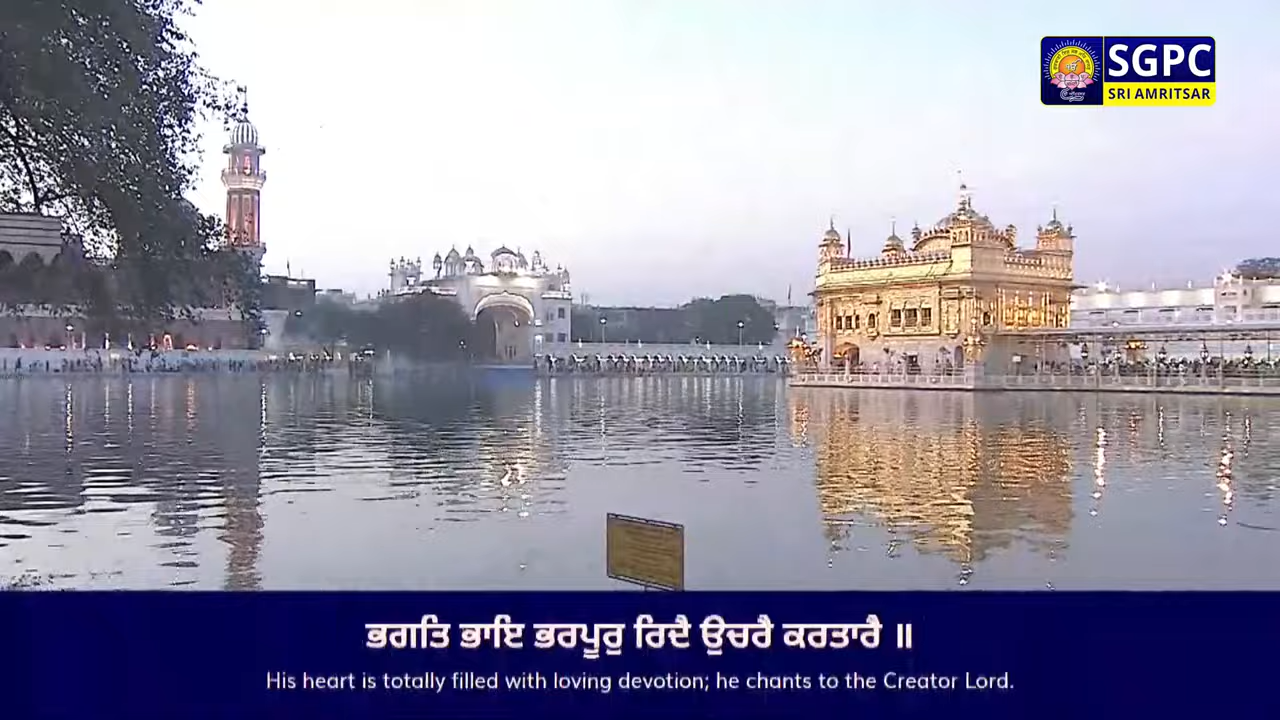 SGPC
SRI AMRITSAR
ਭਗਤਿ ਭਾਇ ਭਰਪੂਰੁ ਰਿਦੈ ਉਚਰੈ ਕਰਤਾਰੈ ॥
His heart is totally filled with loving devotion; he chants to the Creator Lord.